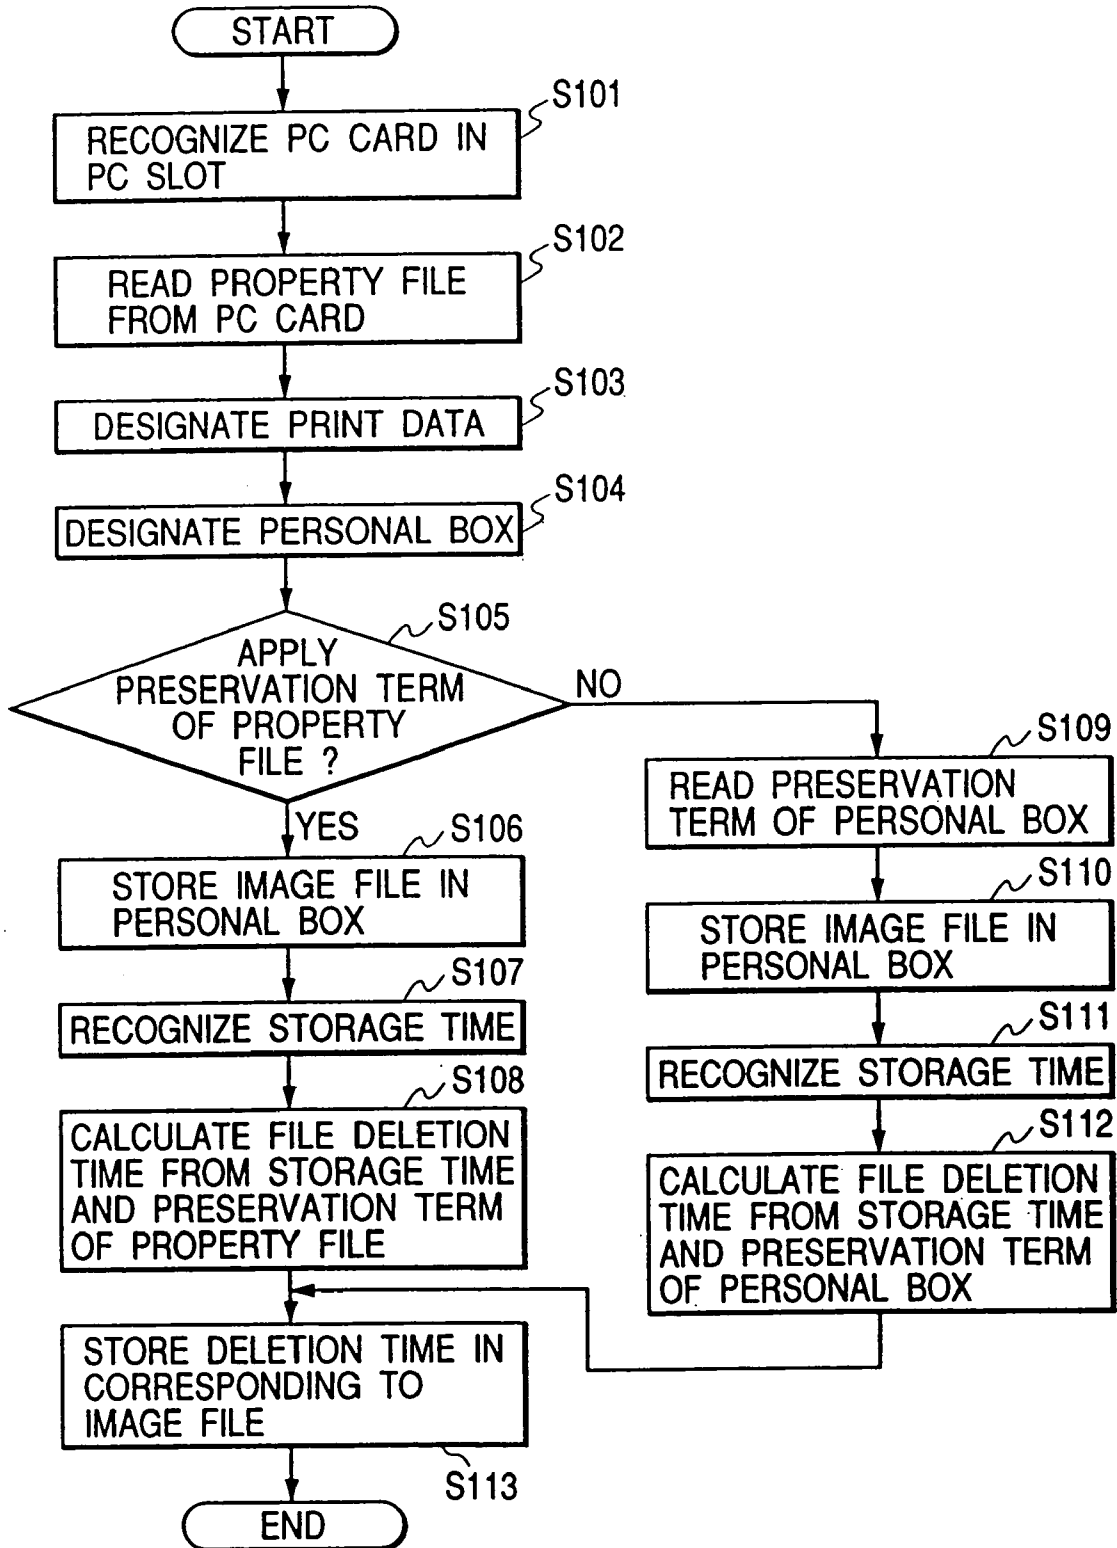 START
S101
RECOGNIZE PC CARD IN
PC SLOT
S102
READ PROPERTY FILE
FROM PC CARD
S103
DESIGNATE PRINT DATA
S104
DESIGNATE PERSONAL BOX
S105
APPLY
PRESERVATION TERM
OF PROPERTY
FILE ?
NO
YES
S106
STORE IMAGE FILE IN
PERSONAL BOX
S107
RECOGNIZE STORAGE TIME
S108
CALCULATE FILE DELETION
TIME FROM STORAGE TIME
AND PRESERVATION TERM
OF PROPERTY FILE
S109
READ PRESERVATION
TERM OF PERSONAL BOX
S110
STORE IMAGE FILE IN
PERSONAL BOX
S111
RECOGNIZE STORAGE TIME
S112
CALCULATE FILE DELETION
TIME FROM STORAGE TIME
AND PRESERVATION TERM
OF PERSONAL BOX
STORE DELETION TIME IN
CORRESPONDING TO
IMAGE FILE
S113
END